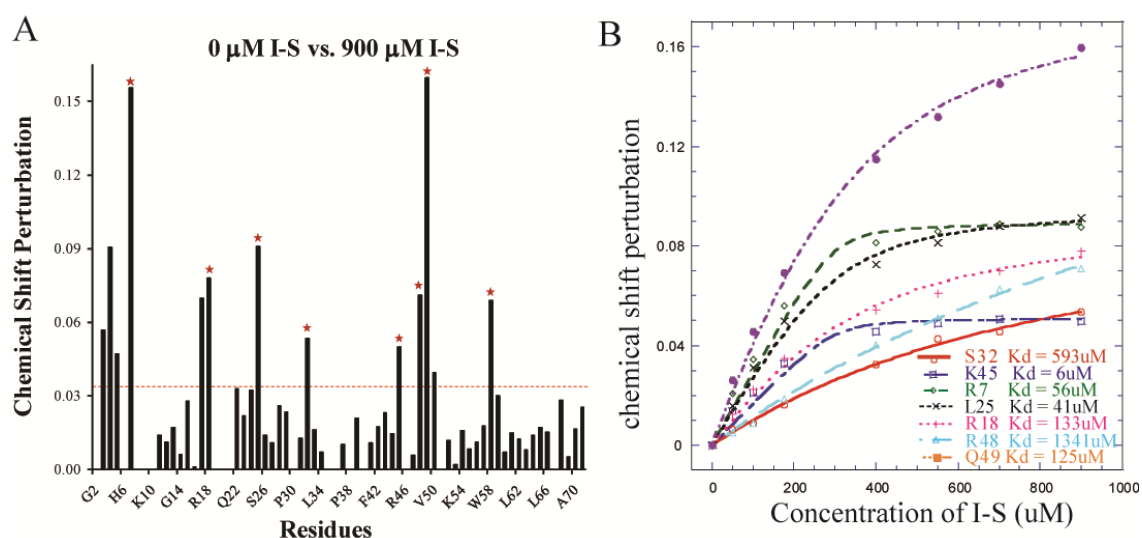 A
0 μM I-S vs. 900 μM I-S
Chemical Shift Perturbation
0.15
0.12
0.09
0.06
0.03
0.00
G2 H6 K10 G14 R18 Q22 S26 P30 L34 P38 F42 R46 V50 K54 W58 L62 L66 A70
Residues
B
chemical shift perturbation
0.16
0.12
0.08
0.04
0
S32 Kd = 593uM
K45 Kd = 6uM
R7 Kd = 56uM
L25 Kd = 41uM
R18 Kd = 133uM
R48 Kd = 1341uM
Q49 Kd = 125uM
0 200 400 600 800 1000
Concentration of I-S (uM)